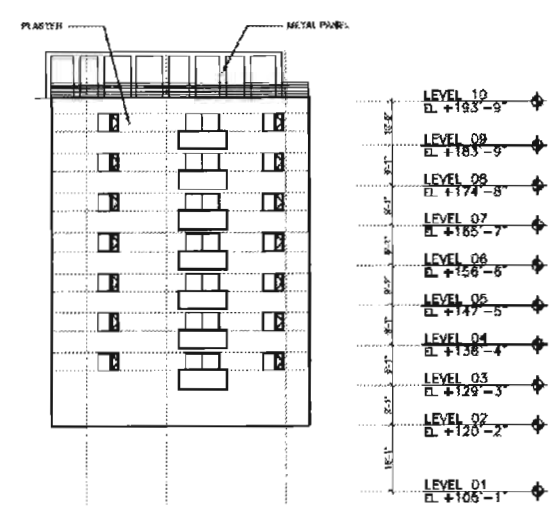 PLASTER
METAL PANEL
LEVEL 10
EL +193'-9"
LEVEL 09
EL +183'-9"
LEVEL 08
EL +174'-8"
LEVEL 07
EL +165'-7"
LEVEL 06
EL +156'-6"
LEVEL 05
EL +147'-5"
LEVEL 04
EL +138'-4"
LEVEL 03
EL +129'-3"
LEVEL 02
EL +120'-2"
LEVEL 01
EL +105'-1"